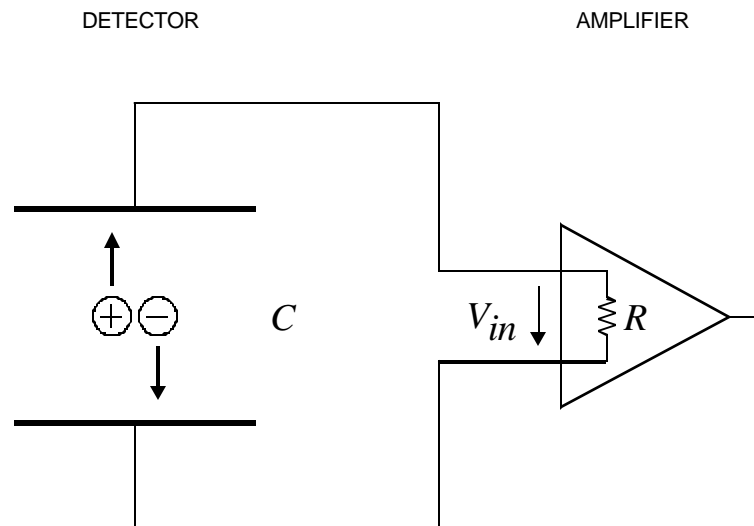 DETECTOR
AMPLIFIER
+ −
C
V_in
R